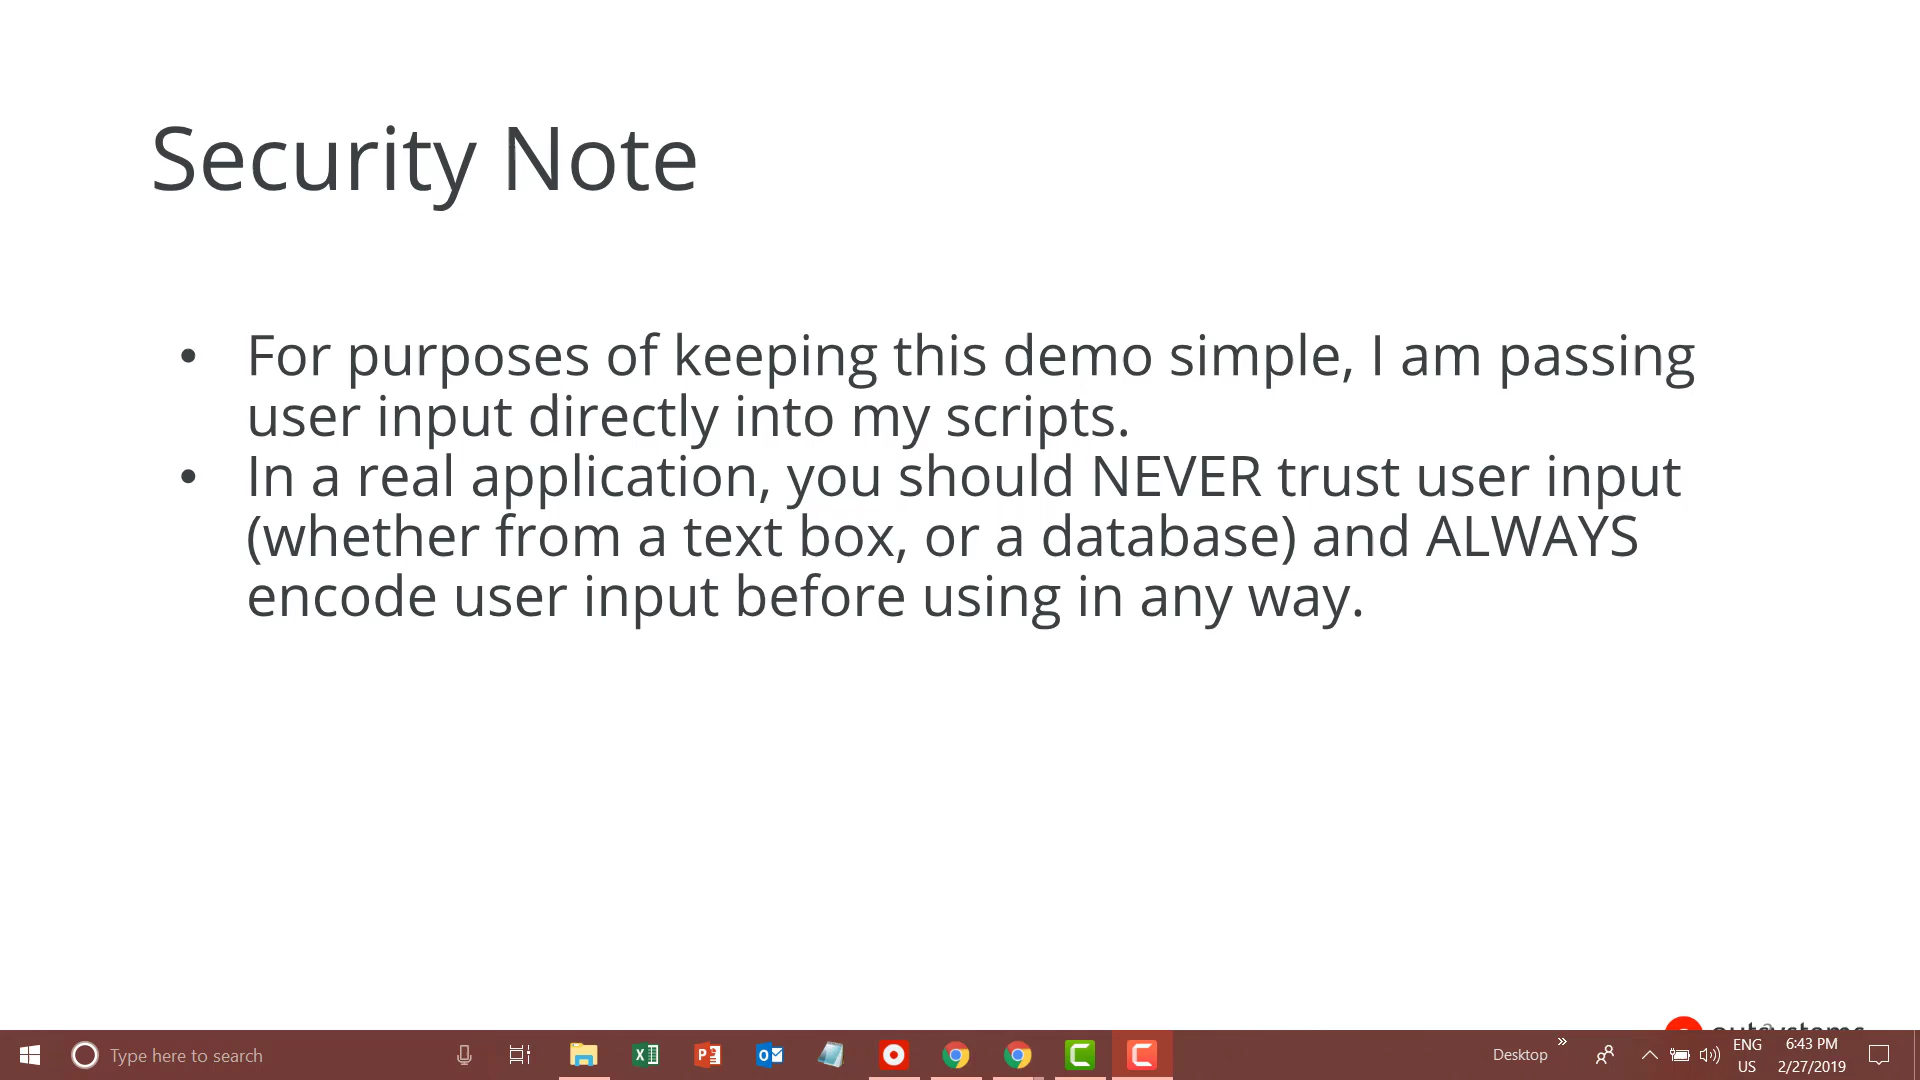 Security Note
• For purposes of keeping this demo simple, I am passing
user input directly into my scripts.
• In a real application, you should NEVER trust user input
(whether from a text box, or a database) and ALWAYS
encode user input before using in any way.
Type here to search
Desktop
ENG
US
6:43 PM
2/27/2019